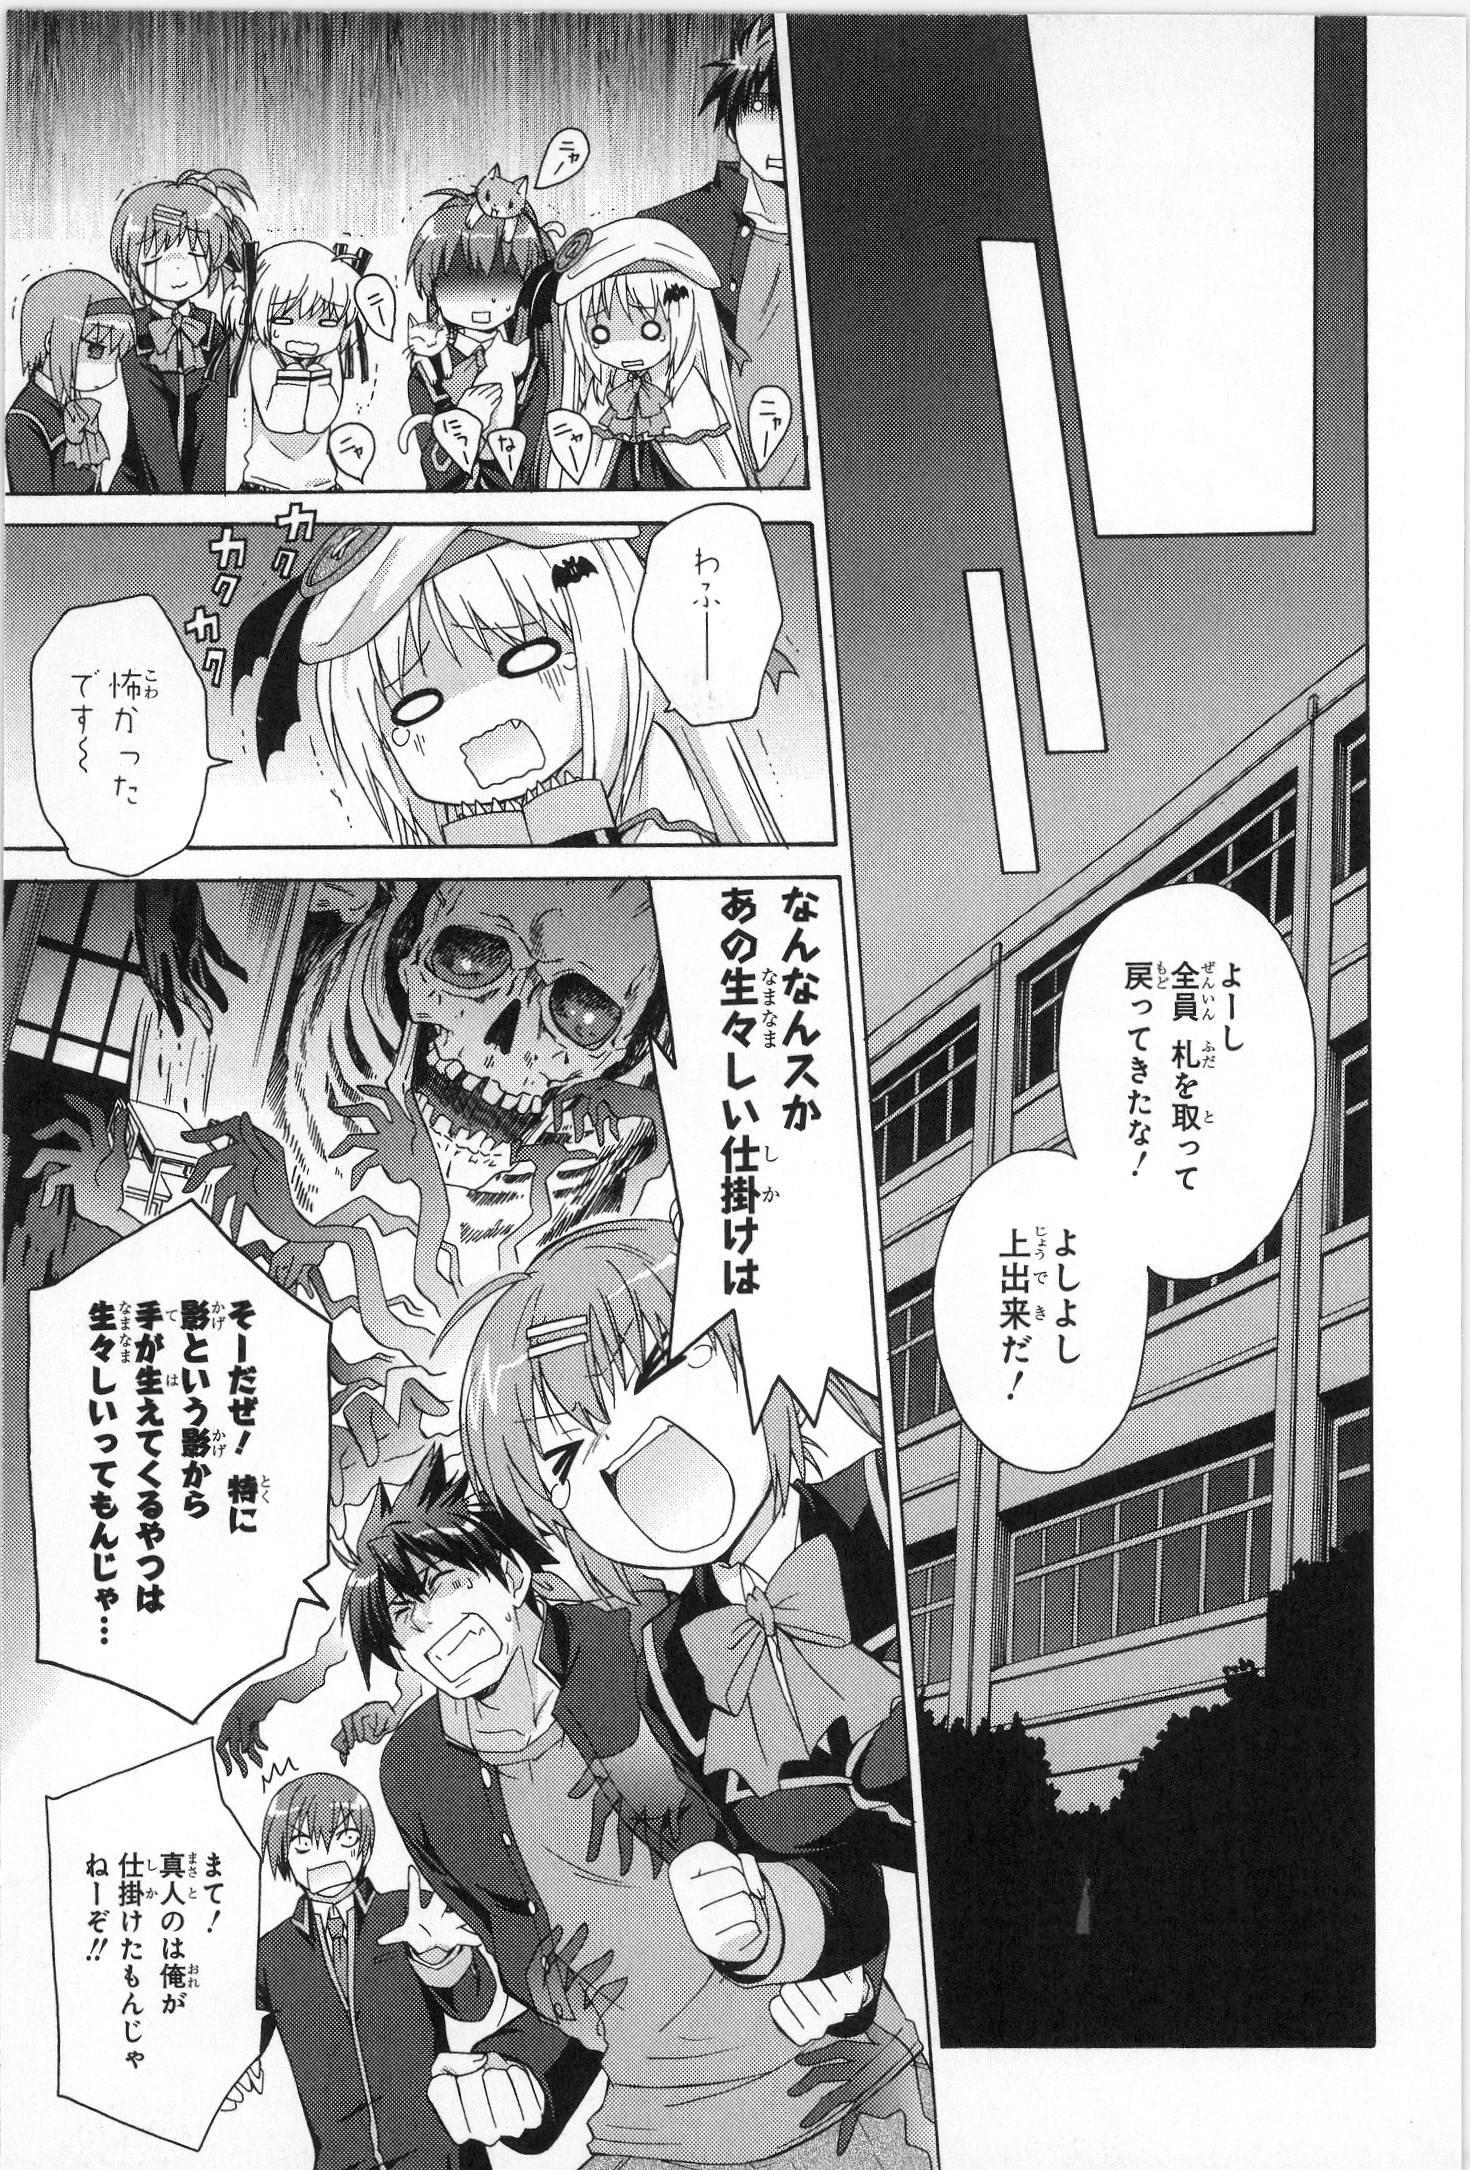 よーし
全員 札を取って
戻ってきたな！
よしよし
上出来だ！
ニャー
ニー
ニャー
にっー
なー
ニャー
ニャー
わふーー
カク
カク
カク
カク
怖かった
です〜
なんなんスか
あの生々しい仕掛けは
そーだぜ！ 特に
影という影から
手が生えてくるやつは
生々しいってもんじゃ…
まて！
真人のは俺が
仕掛けたもんじゃ
ねーぞ!!